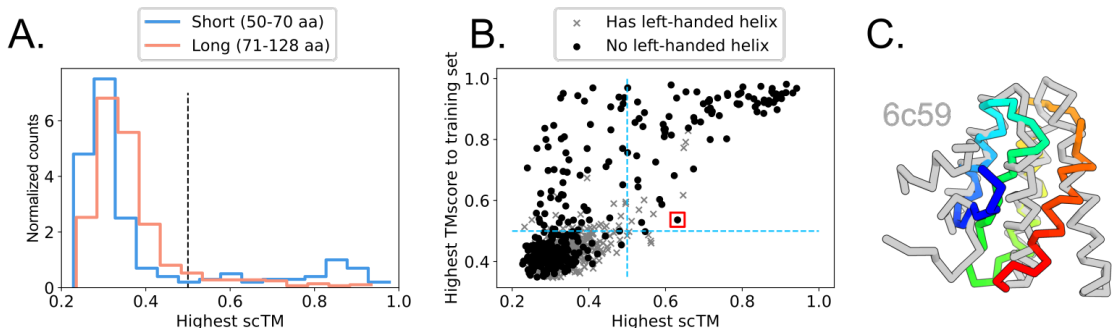 A.
Short (50-70 aa)
Long (71-128 aa)
Normalized counts
6
4
2
0
0.2 0.4 0.6 0.8 1.0
Highest scTM
B.
Has left-handed helix
No left-handed helix
Highest TMscore to training set
1.0
0.8
0.6
0.4
0.2 0.4 0.6 0.8 1.0
Highest scTM
C.
6c59